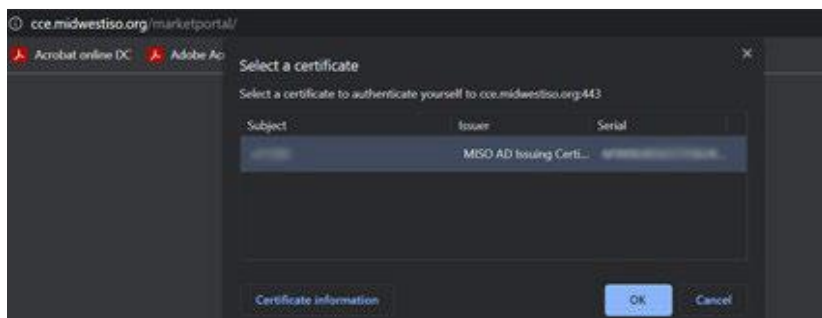 cce.midwestiso.org/marketportal/
Acrobat online DC Adobe Ac
Select a certificate
Select a certificate to authenticate yourself to cce.midwestiso.org:443
Subject Issuer Serial
MISO AD Issuing Certi...
Certificate information OK Cancel